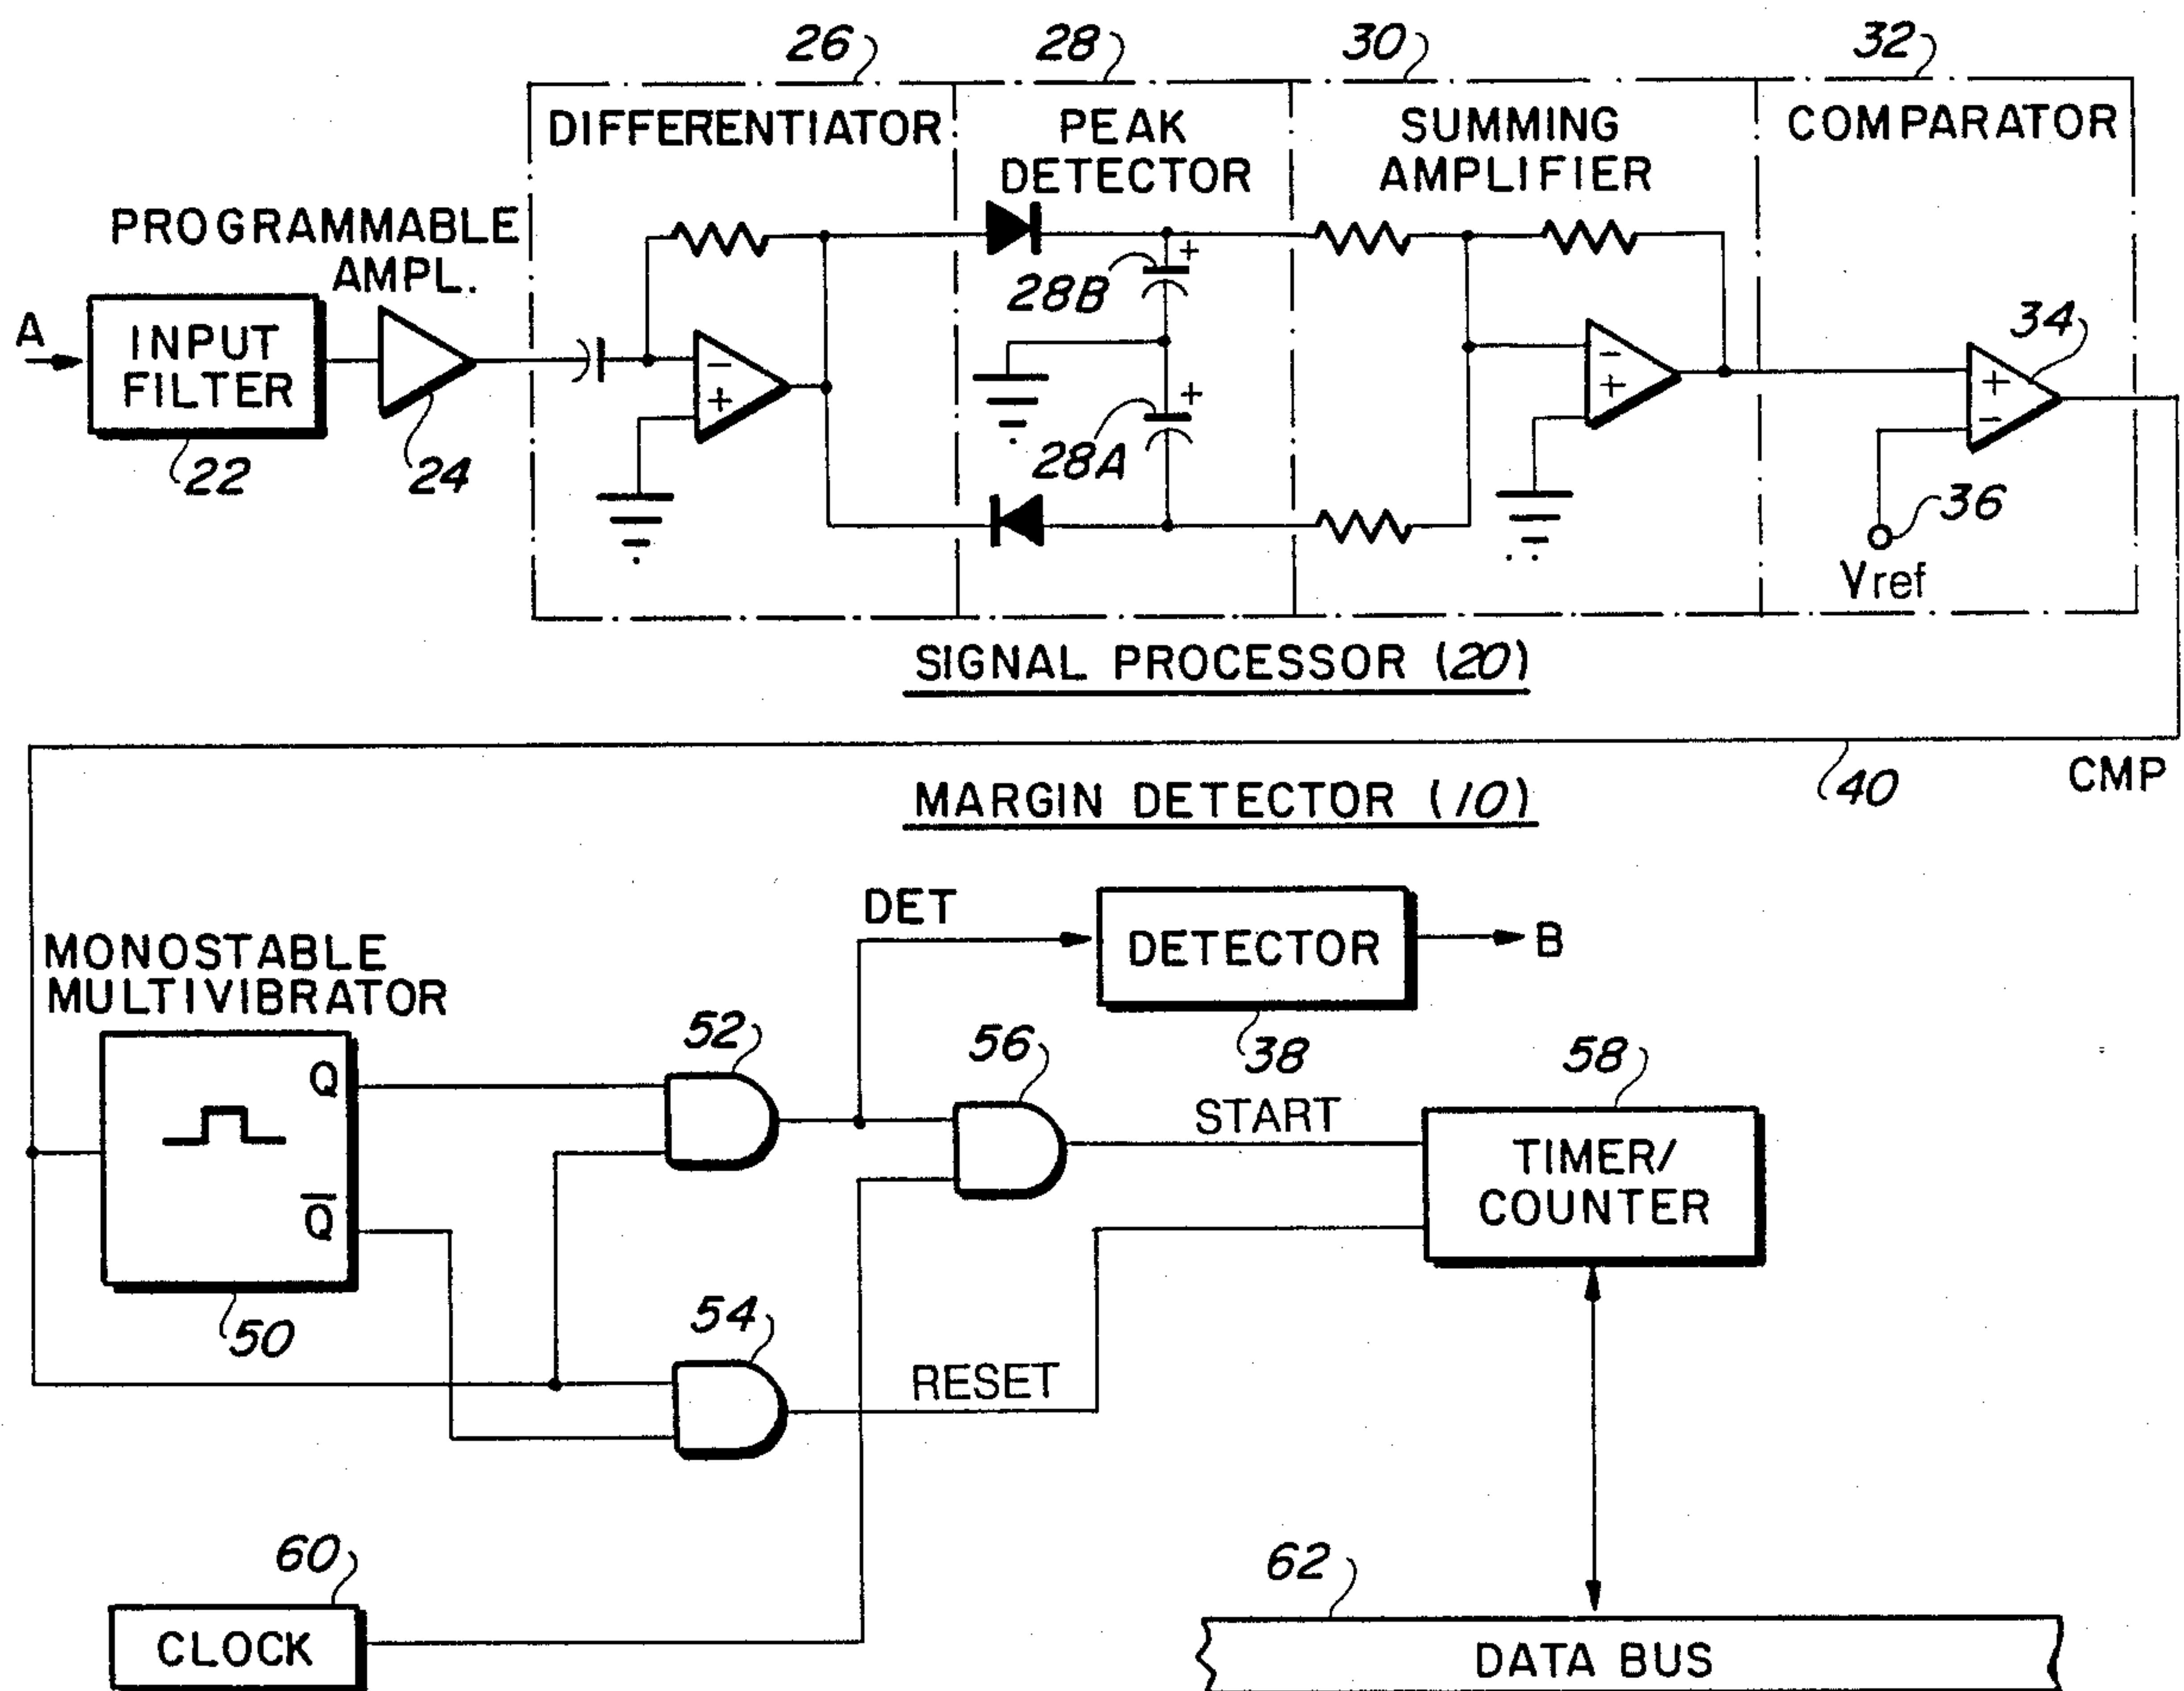 26 28 30 32
DIFFERENTIATOR
PEAK
DETECTOR
SUMMING
AMPLIFIER
COMPARATOR
PROGRAMMABLE
AMPL.
A
INPUT
FILTER
22
24
28B
28A
+
+
−
+
−
+
34
+
−
36
Vref
SIGNAL PROCESSOR (20)
40
CMP
MARGIN DETECTOR (10)
DET
DETECTOR
B
38
MONOSTABLE
MULTIVIBRATOR
Q
Q̅
50
52
54
56
START
58
TIMER/
COUNTER
RESET
60
CLOCK
62
DATA BUS